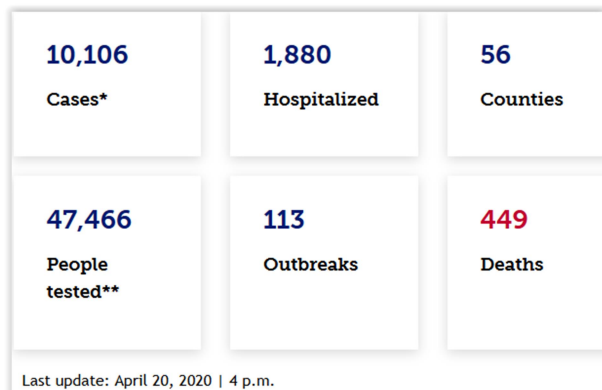 10,106
Cases*
1,880
Hospitalized
56
Counties
47,466
People
tested**
113
Outbreaks
449
Deaths
Last update: April 20, 2020 | 4 p.m.